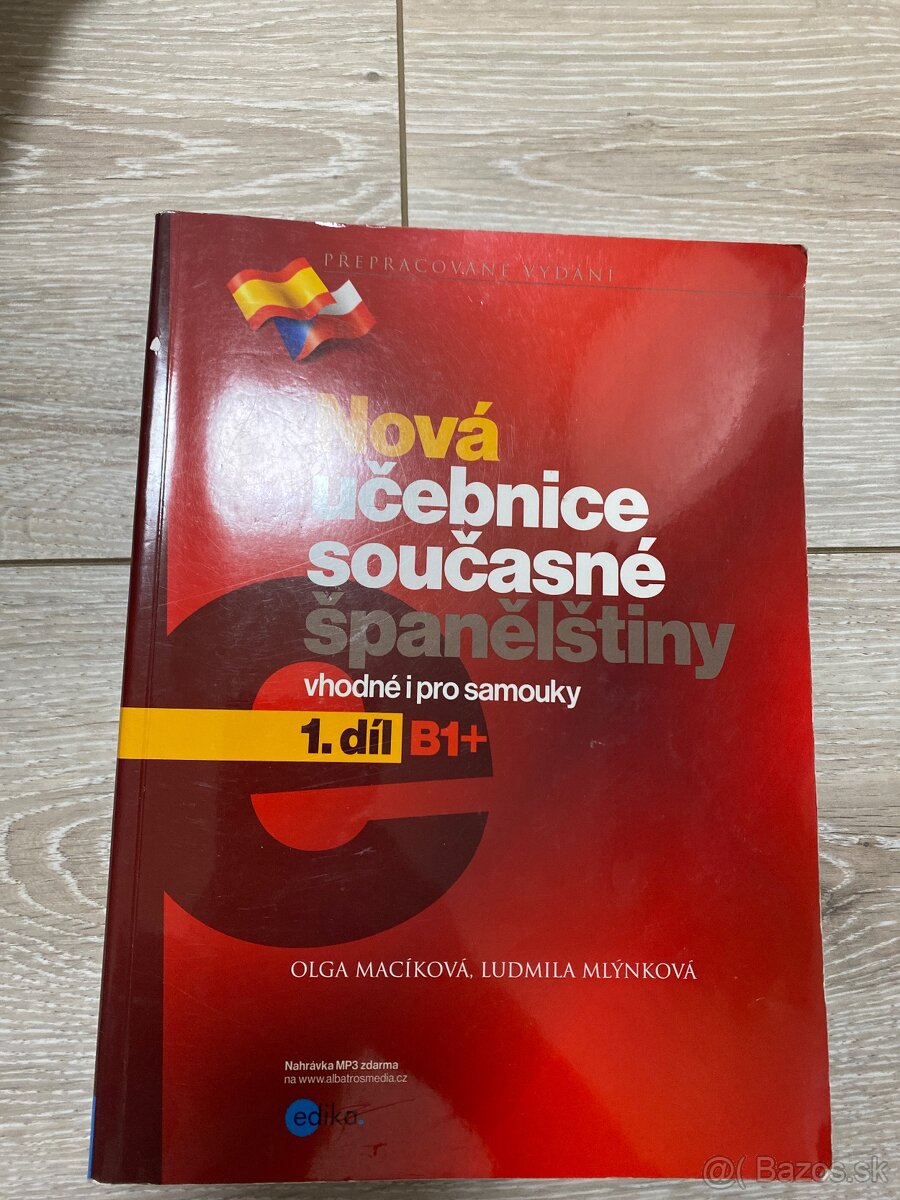 PŘEPRACOVANÉ VYDÁNÍ
Nová
učebnice
současné
španělštiny
vhodné i pro samouky
1. díl B1+
OLGA MACÍKOVÁ, LUDMILA MLÝNKOVÁ
Nahrávka MP3 zdarma
na www.albatrosmedia.cz
edika.
@( Bazos.sk